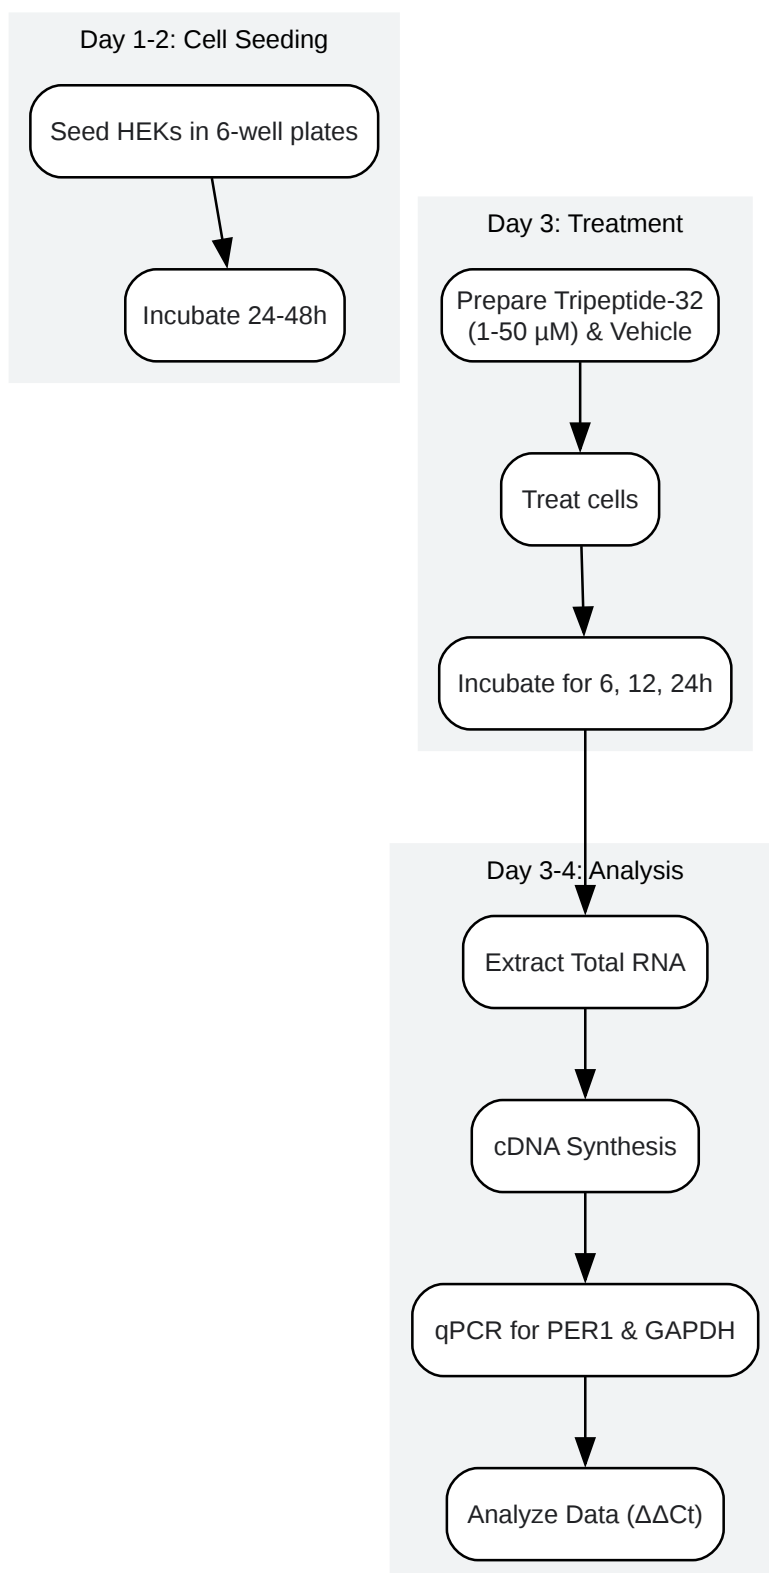 Day 1-2: Cell Seeding
Seed HEKs in 6-well plates
Incubate 24-48h
Day 3: Treatment
Prepare Tripeptide-32
(1-50 µM) & Vehicle
Treat cells
Incubate for 6, 12, 24h
Day 3-4: Analysis
Extract Total RNA
cDNA Synthesis
qPCR for PER1 & GAPDH
Analyze Data (ΔΔCt)